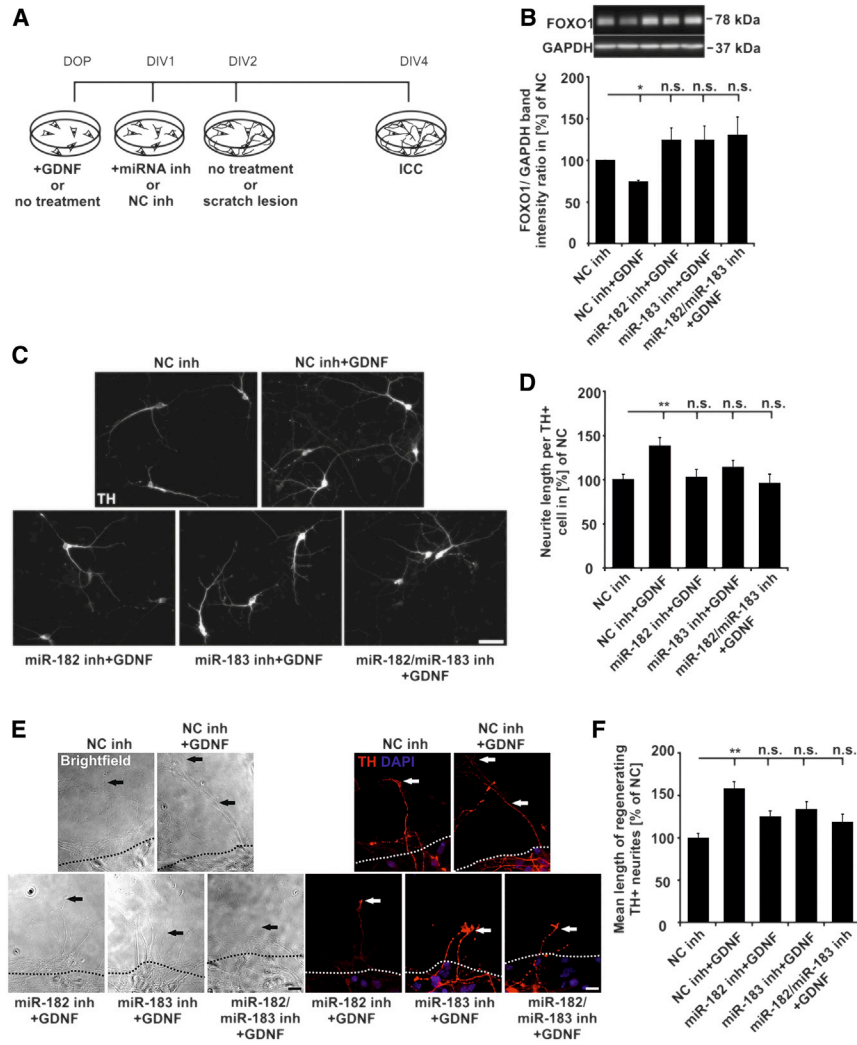 A
DOP DIV1 DIV2 DIV4
+GDNF
or
no treatment
+miRNA inh
or
NC inh
no treatment
or
scratch lesion
ICC
B
FOXO1
78 kDa
GAPDH
37 kDa
FOXO1/ GAPDH band
intensity ratio in [%] of NC
200
150
100
50
0
* n.s. n.s. n.s.
NC inh
NC inh+GDNF
miR-182 inh+GDNF
miR-183 inh+GDNF
miR-182/miR-183 inh
+GDNF
C
NC inh NC inh+GDNF
TH
miR-182 inh+GDNF miR-183 inh+GDNF miR-182/miR-183 inh
+GDNF
D
Neurite length per TH+
cell in [%] of NC
200
150
100
50
0
** n.s. n.s. n.s.
NC inh
NC inh+GDNF
miR-182 inh+GDNF
miR-183 inh+GDNF
miR-182/miR-183 inh
+GDNF
E
NC inh
NC inh
+GDNF
Brightfield
NC inh
NC inh
+GDNF
TH DAPI
miR-182 inh
+GDNF
miR-183 inh
+GDNF
miR-182/
miR-183 inh
+GDNF
miR-182 inh
+GDNF
miR-183 inh
+GDNF
miR-182/
miR-183 inh
+GDNF
F
Mean length of regenerating
TH+ neurites [% of NC]
200
150
100
50
0
** n.s. n.s. n.s.
NC inh
NC inh+GDNF
miR-182 inh+GDNF
miR-183 inh+GDNF
miR-182/miR-183 inh
+GDNF